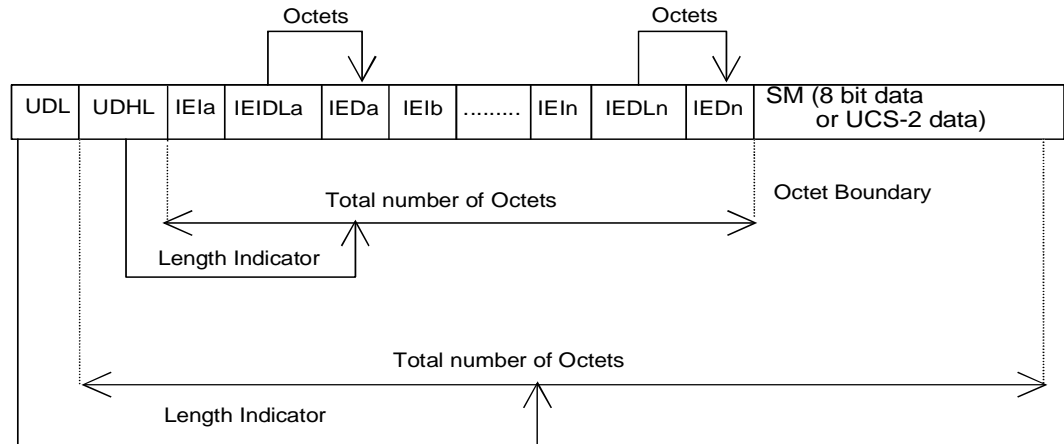 Octets Octets
UDL UDHL IEIa IEIDLa IEDa IEIb ......... IEIn IEDLn IEDn SM (8 bit data
or UCS-2 data)
Total number of Octets Octet Boundary
Length Indicator
Total number of Octets
Length Indicator